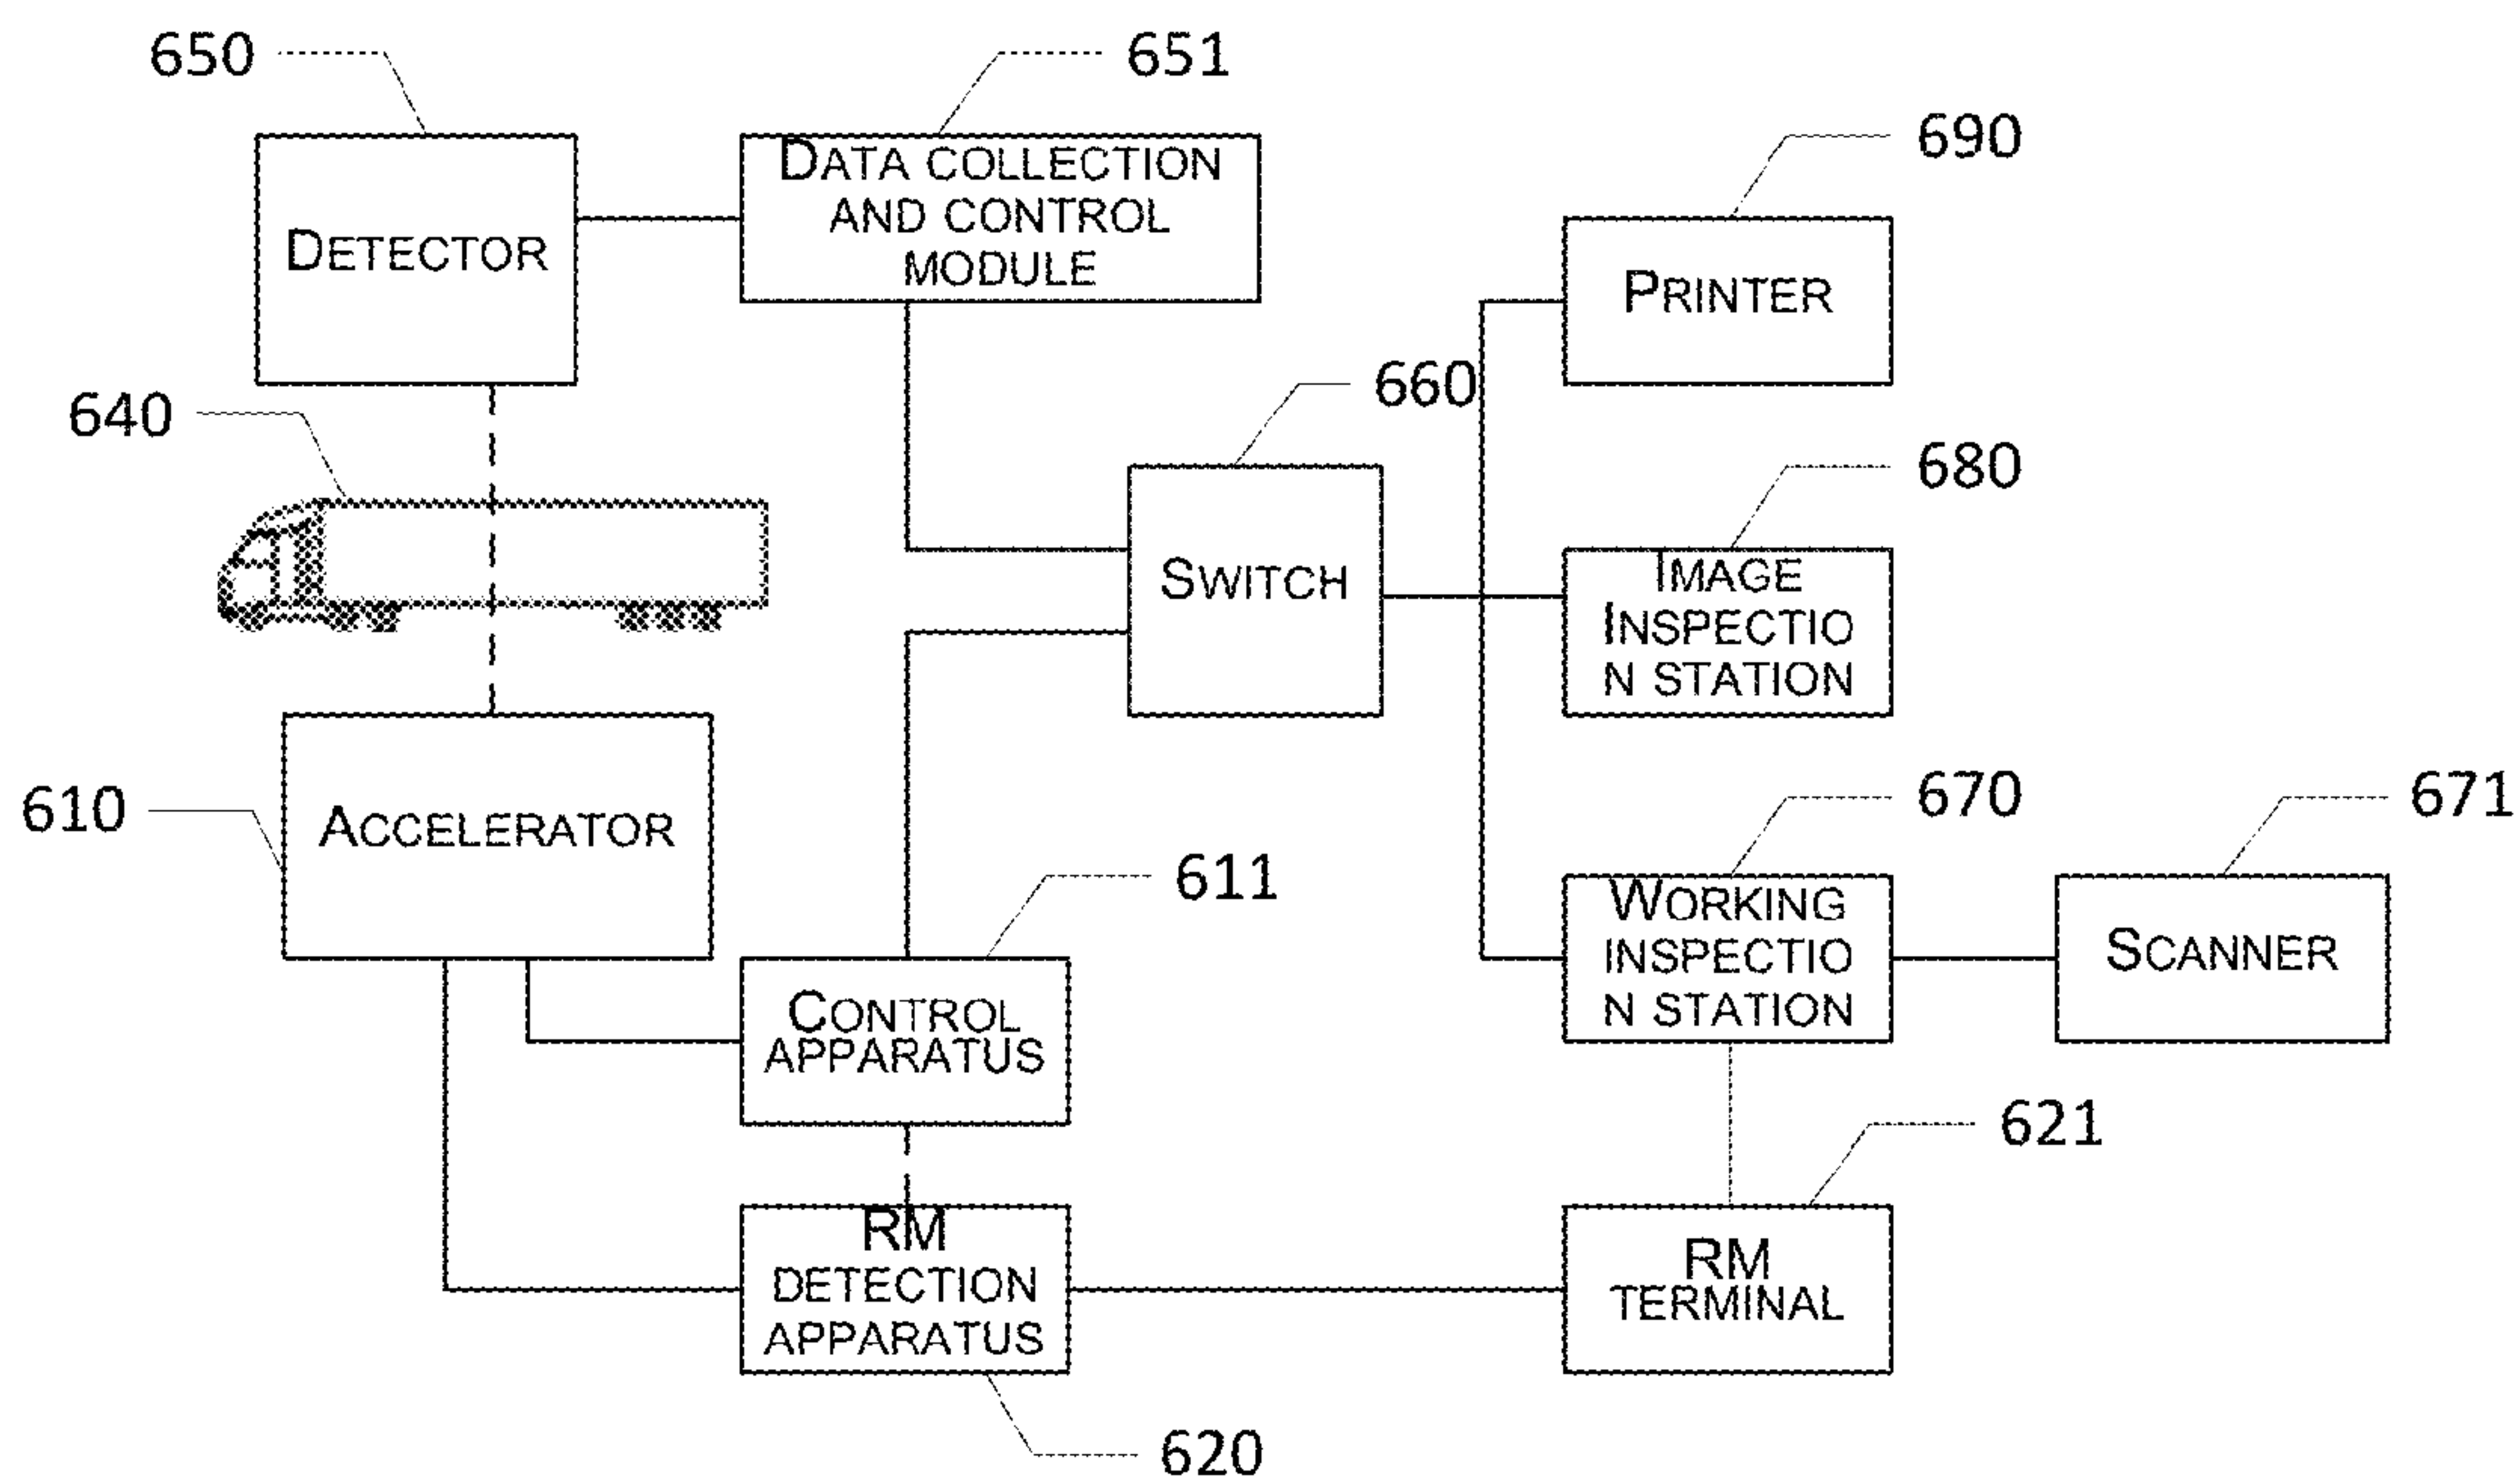 650
651
DATA COLLECTION
AND CONTROL
MODULE
690
DETECTOR
PRINTER
640
660
680
SWITCH
IMAGE
INSPECTIO
N STATION
610
ACCELERATOR
611
670
671
WORKING
INSPECTIO
N STATION
SCANNER
CONTROL
APPARATUS
621
RM
DETECTION
APPARATUS
RM
TERMINAL
620